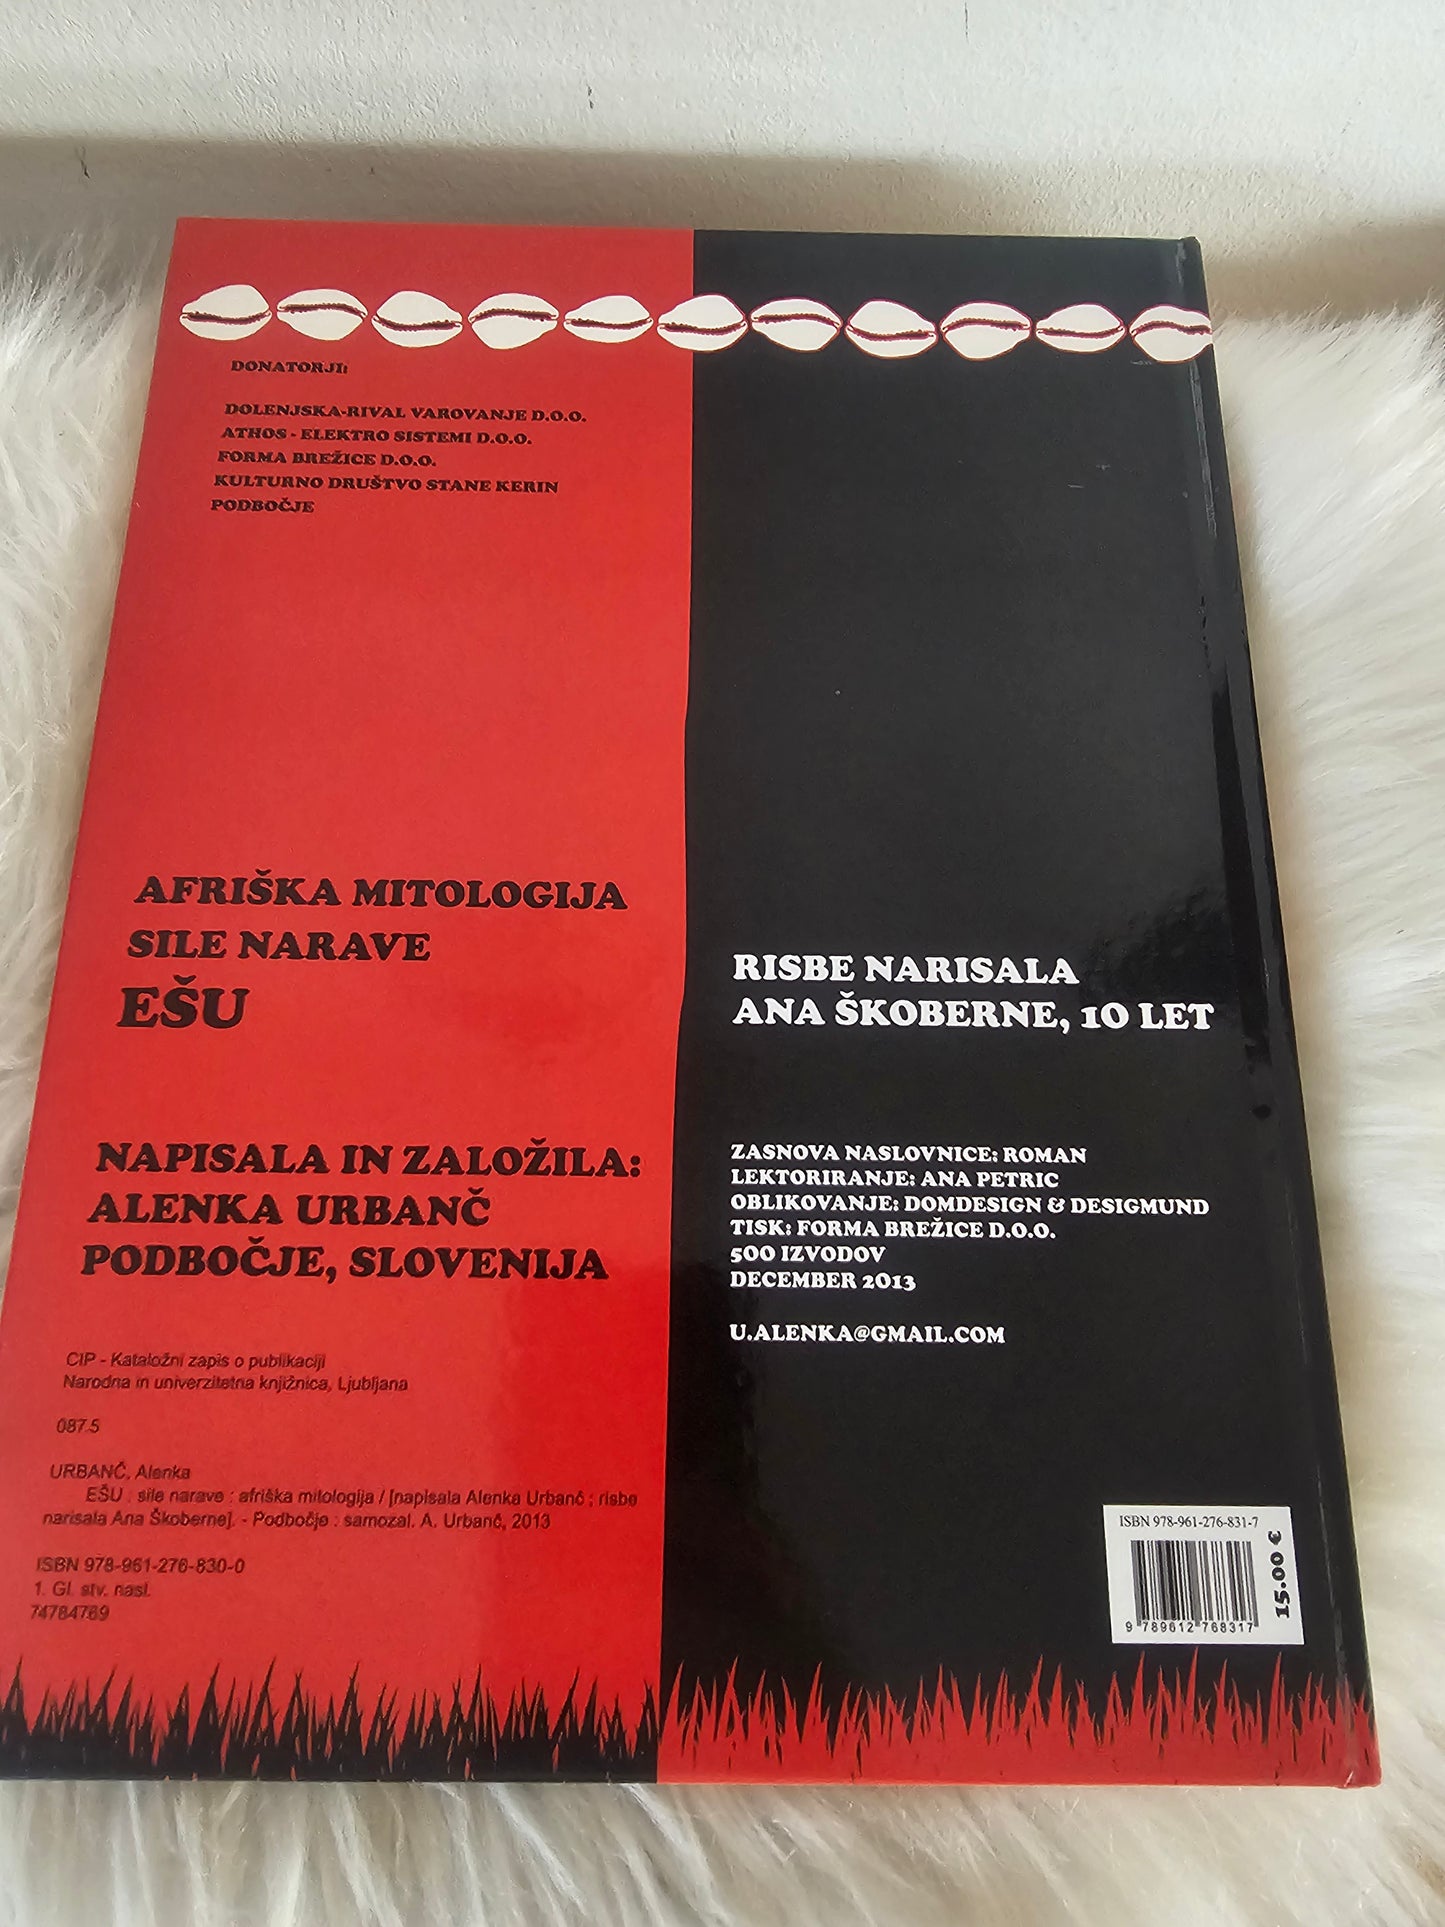 DONATORJI:
DOLENJSKA-RIVAL VAROVANJE D.O.O.
ATHOS - ELEKTRO SISTEMI D.O.O.
FORMA BREŽICE D.O.O.
KULTURNO DRUŠTVO STANE KERIN
PODBOČJE
AFRIŠKA MITOLOGIJA
SILE NARAVE
EŠU
NAPISALA IN ZALOŽILA:
ALENKA URBANČ
PODBOČJE, SLOVENIJA
CIP - Kataložni zapis o publikaciji
Narodna in univerzitetna knjižnica, Ljubljana
087.5
URBANČ, Alenka
EŠU : sile narave : afriška mitologija / [napisala Alenka Urbanč ; risbe
narisala Ana Škoberne]. - Podbočje : samozal. A. Urbanč, 2013
ISBN 978-961-276-830-0
1. Gl. stv. nasl.
74784769
RISBE NARISALA
ANA ŠKOBERNE, 10 LET
ZASNOVA NASLOVNICE: ROMAN
LEKTORIRANJE: ANA PETRIC
OBLIKOVANJE: DOMDESIGN & DESIGMUND
TISK: FORMA BREŽICE D.O.O.
500 IZVODOV
DECEMBER 2013
U.ALENKA@GMAIL.COM
ISBN 978-961-276-831-7
9 789612 768317
15.00 €